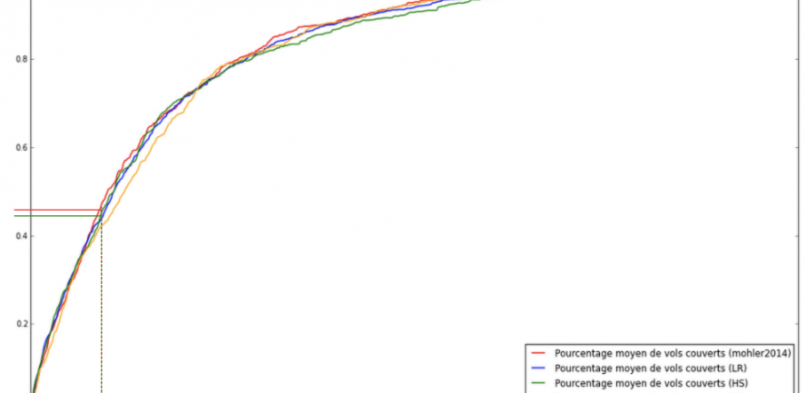 0.8
0.6
0.4
0.2
Pourcentage moyen de vols couverts (mohler2014)
Pourcentage moyen de vols couverts (LR)
Pourcentage moyen de vols couverts (HS)